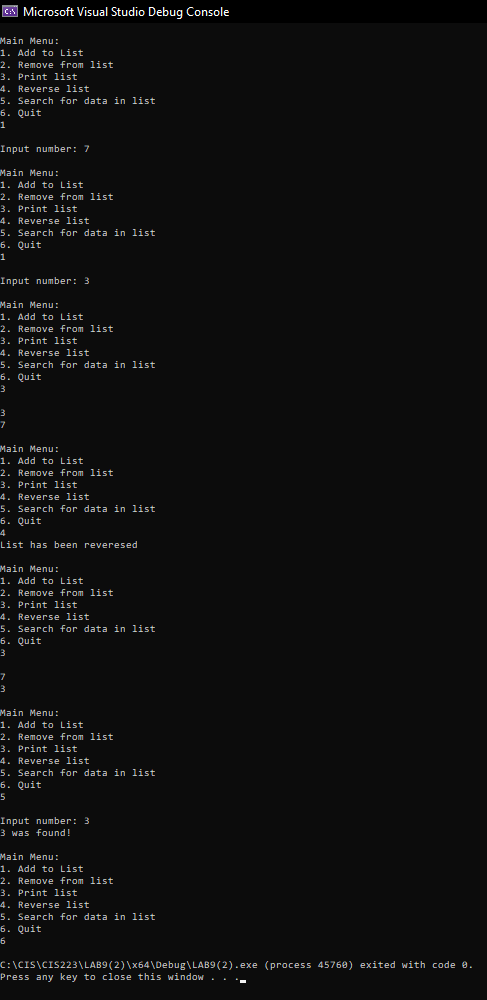 Microsoft Visual Studio Debug Console
Main Menu:
1. Add to List
2. Remove from list
3. Print list
4. Reverse list
5. Search for data in list
6. Quit
1
Input number: 7
Main Menu:
1. Add to List
2. Remove from list
3. Print list
4. Reverse list
5. Search for data in list
6. Quit
1
Input number: 3
Main Menu:
1. Add to List
2. Remove from list
3. Print list
4. Reverse list
5. Search for data in list
6. Quit
3
3
7
Main Menu:
1. Add to List
2. Remove from list
3. Print list
4. Reverse list
5. Search for data in list
6. Quit
4
List has been reveresed
Main Menu:
1. Add to List
2. Remove from list
3. Print list
4. Reverse list
5. Search for data in list
6. Quit
3
7
3
Main Menu:
1. Add to List
2. Remove from list
3. Print list
4. Reverse list
5. Search for data in list
6. Quit
5
Input number: 3
3 was found!
Main Menu:
1. Add to List
2. Remove from list
3. Print list
4. Reverse list
5. Search for data in list
6. Quit
6
C:\CIS\CIS223\LAB9(2)\x64\Debug\LAB9(2).exe (process 45760) exited with code 0.
Press any key to close this window . . .